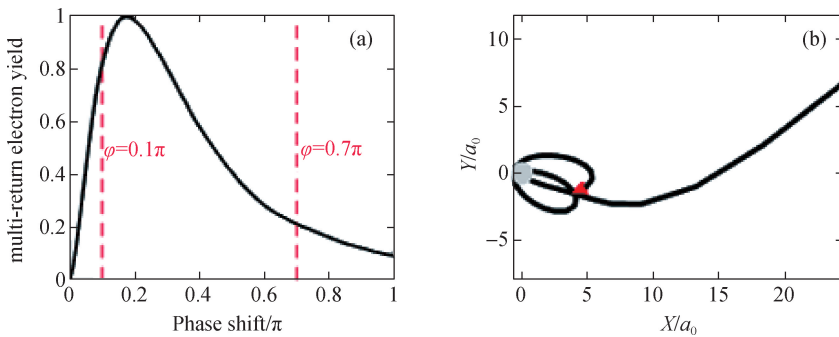 (a)
1
0.8
0.6
0.4
0.2
0
multi-return electron yield
φ=0.1π
φ=0.7π
0
0.2
0.4
0.6
0.8
1
Phase shift/π
(b)
10
5
0
−5
Y/a₀
0
5
10
15
20
X/a₀